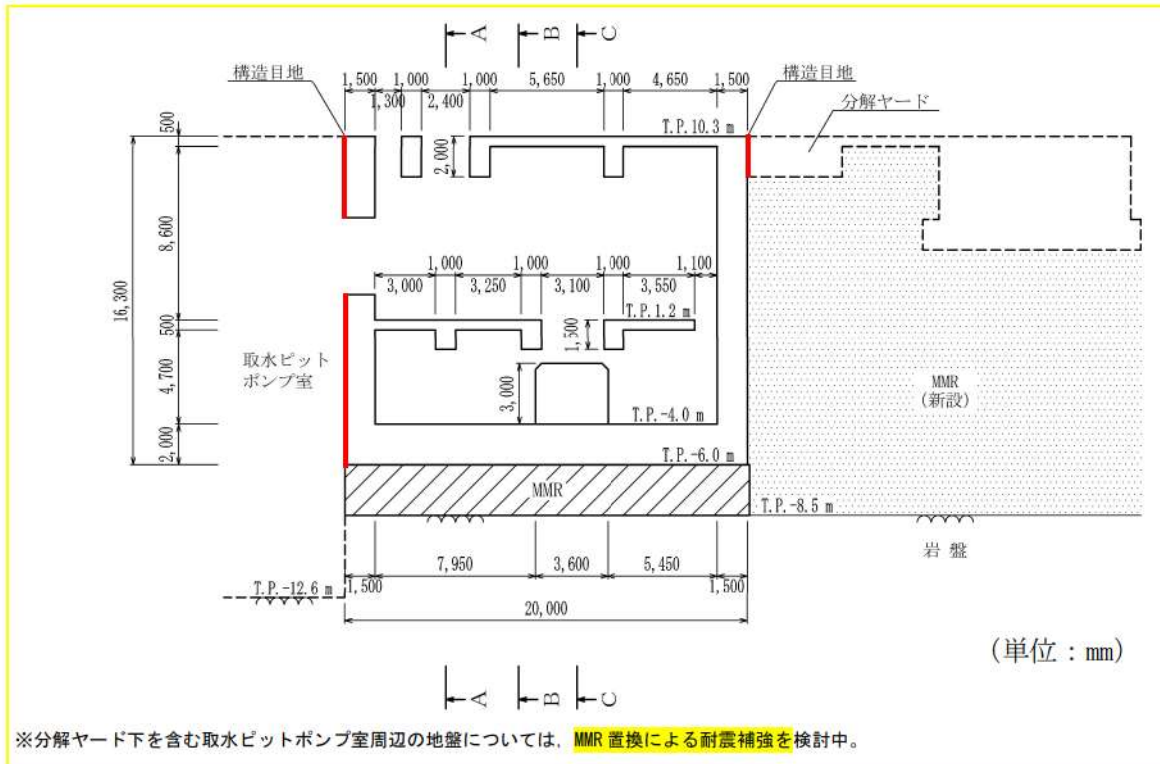 A B C
構造目地
1,500 1,000 1,000 5,650 1,000 4,650 1,500
構造目地
1,300 2,400
分解ヤード
500
T.P.10.3 m
2,000
8,600
16,300
1,000 1,000 1,000 1,100
3,000 3,250 3,100 3,550
T.P.1.2 m
500
1,500
取水ピット
ポンプ室
4,700
3,000
MMR
(新設)
T.P.-4.0 m
2,000
T.P.-6.0 m
MMR
T.P.-8.5 m
岩盤
7,950 3,600 5,450
T.P.-12.6 m
1,500 1,500
20,000
(単位：mm)
A B C
※分解ヤード下を含む取水ピットポンプ室周辺の地盤については，MMR 置換による耐震補強を検討中。